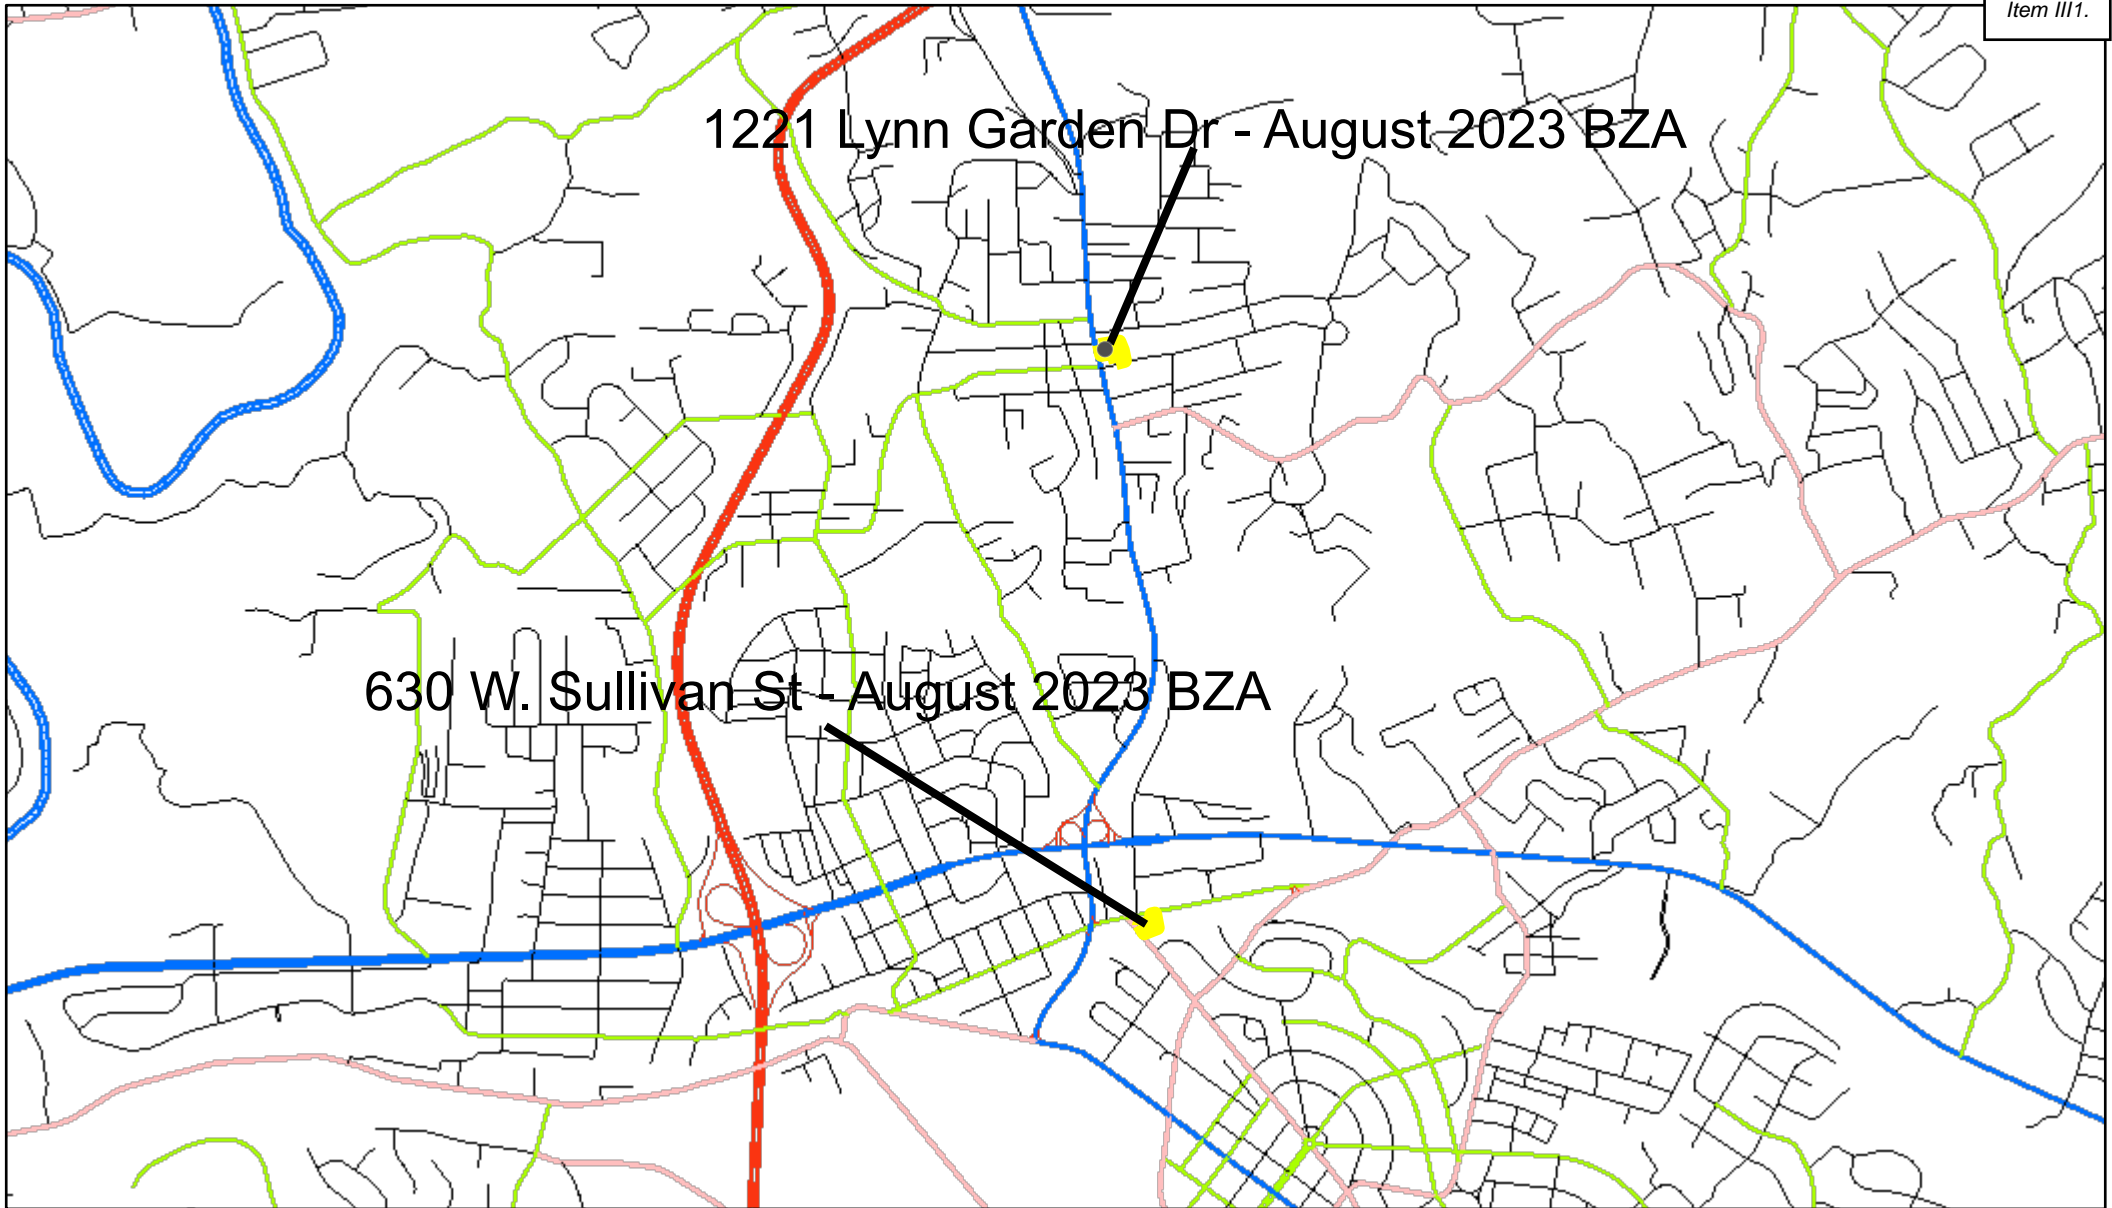 Item III1.
1221 Lynn Garden Dr - August 2023 BZA
630 W. Sullivan St - August 2023 BZA